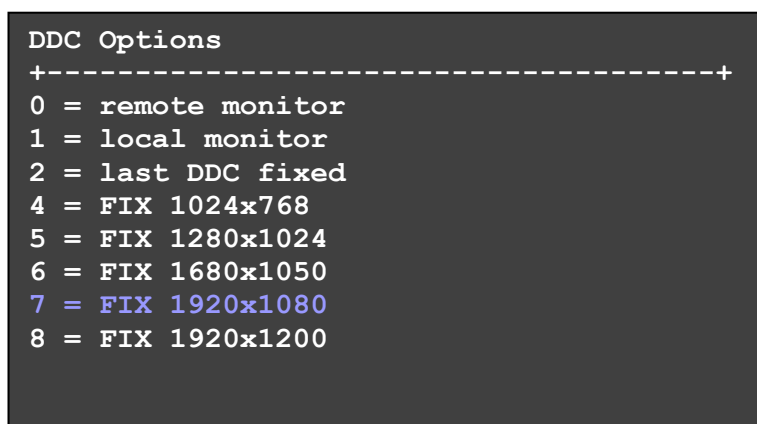 DDC Options
+--------------------------------------+
0 = remote monitor
1 = local monitor
2 = last DDC fixed
4 = FIX 1024x768
5 = FIX 1280x1024
6 = FIX 1680x1050
7 = FIX 1920x1080
8 = FIX 1920x1200